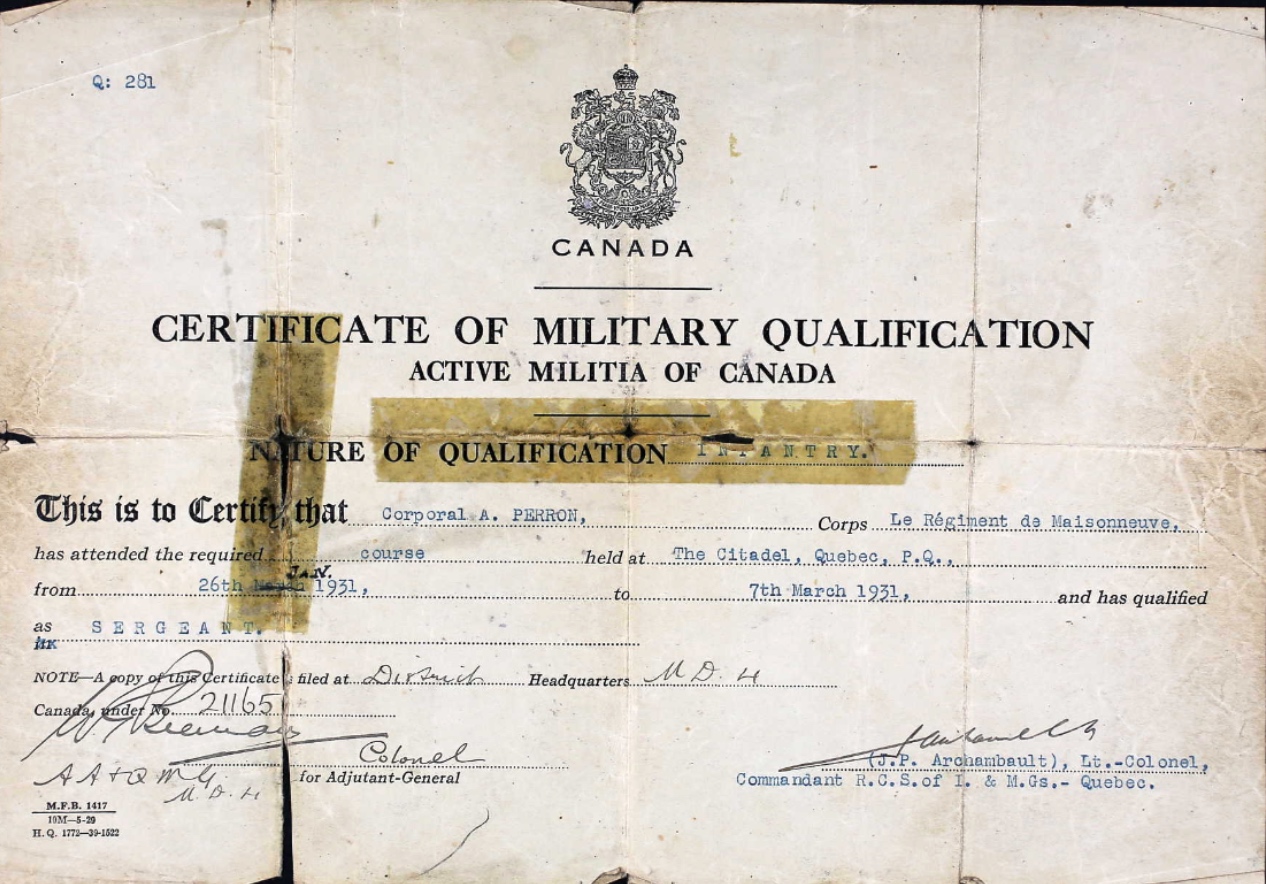 Q: 281
CANADA
CERTIFICATE OF MILITARY QUALIFICATION
ACTIVE MILITIA OF CANADA
NATURE OF QUALIFICATION INFANTRY.
This is to Certify that Corporal A. PERRON, Corps Le Régiment de Maisonneuve,
has attended the required course held at The Citadel, Quebec, P.Q.,
JAN.
from 26th March 1931, to 7th March 1931, and has qualified
as SERGEANT.
NOTE—A copy of this Certificate is filed at District Headquarters M.D. 4
Canada, under No. 21165
Colonel
(J.P. Archambault), Lt.-Colonel,
for Adjutant-General
Commandant R.C.S.of I. & M.Gs.- Quebec.
A A & Q M G.
M. D. 4
M.F.B. 1417
10M—5-29
H.Q. 1772—39-1522